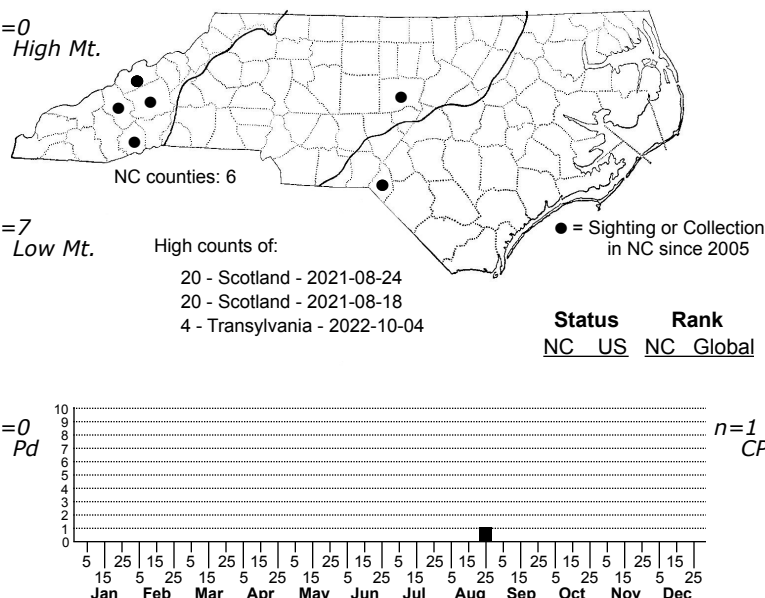 =0
High Mt.
NC counties: 6
=7
Low Mt.
● = Sighting or Collection
in NC since 2005
High counts of:
20 - Scotland - 2021-08-24
20 - Scotland - 2021-08-18
4 - Transylvania - 2022-10-04
Status Rank
NC US NC Global
=0
Pd
n=1
CP
10
9
8
7
6
5
4
3
2
1
0
5 15 25 5 15 25 5 15 25 5 15 25 5 15 25 5 15 25
15 5 25 15 5 25 15 5 25 15 5 25 15 5 25 15 5 25
Jan Feb Mar Apr May Jun Jul Aug Sep Oct Nov Dec